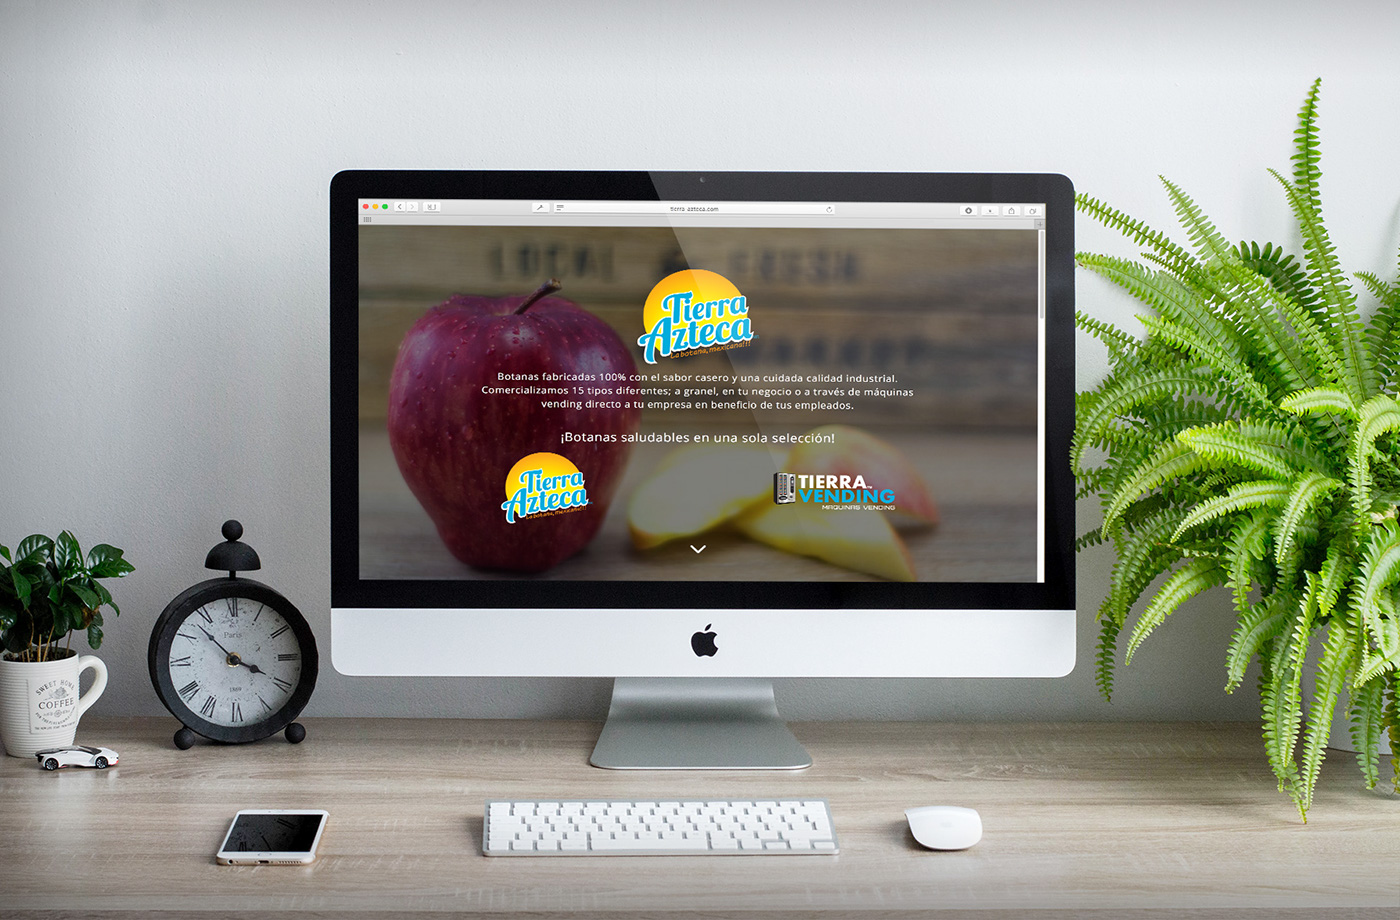 tierra-azteca.com
LOCAL & FRESH
Tierra
Azteca
La botana, mexicana!!!
Botanas fabricadas 100% con el sabor casero y una cuidada calidad industrial.
Comercializamos 15 tipos diferentes; a granel, en tu negocio o a través de máquinas
vending directo a tu empresa en beneficio de tus empleados.
¡Botanas saludables en una sola selección!
Tierra
Azteca
La botana, mexicana!!!
TIERRA
VENDING
MAQUINAS VENDING
Paris
1889
SWEET HOME
COFFEE